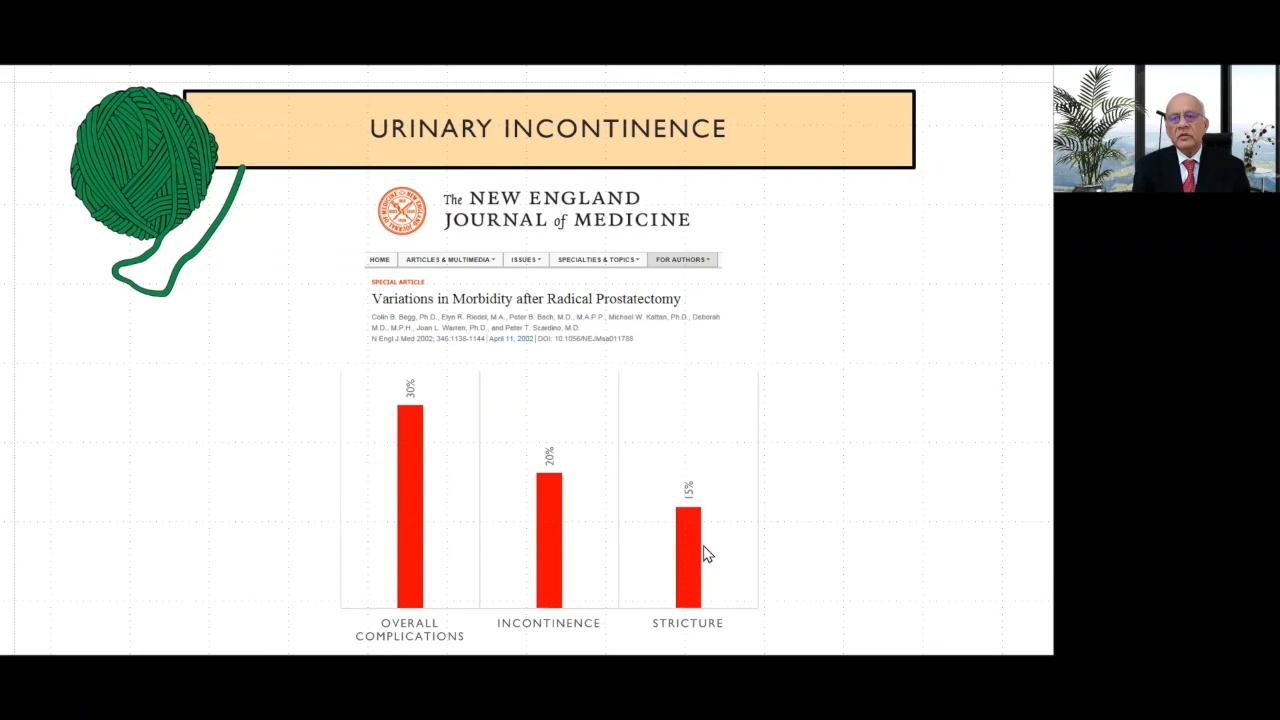 URINARY INCONTINENCE
The NEW ENGLAND
JOURNAL of MEDICINE
HOME ARTICLES & MULTIMEDIA ISSUES SPECIALTIES & TOPICS FOR AUTHORS
SPECIAL ARTICLE
Variations in Morbidity after Radical Prostatectomy
Colin B. Begg, Ph.D., Elyn R. Riedel, M.A., Peter B. Bach, M.D., M.A.P.P., Michael W. Kattan, Ph.D., Deborah
M.D., M.P.H., Joan L. Warren, Ph.D., and Peter T. Scardino, M.D.
N Engl J Med 2002; 346:1138-1144 | April 11, 2002 | DOI: 10.1056/NEJMsa011788
30%
20%
15%
OVERALL
COMPLICATIONS
INCONTINENCE
STRICTURE